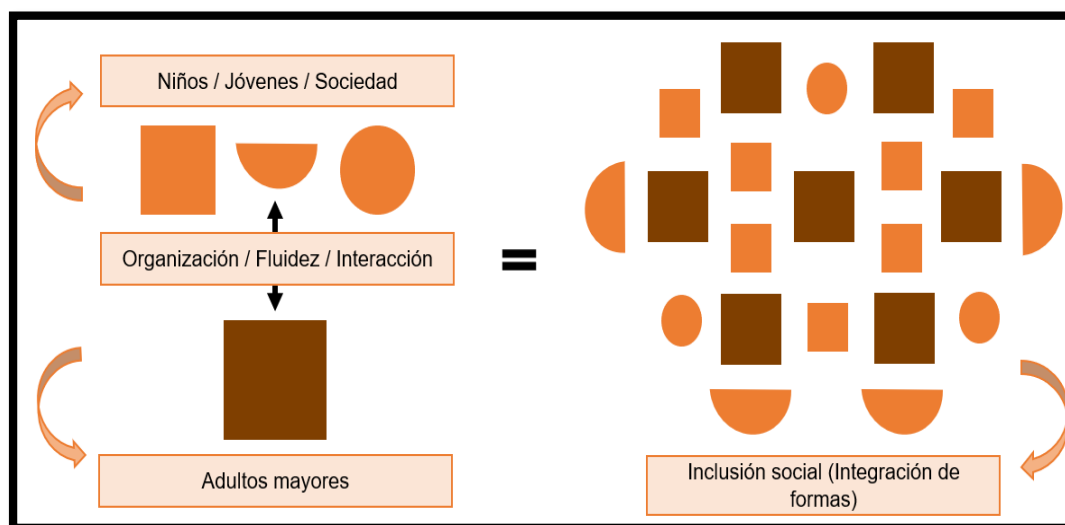 Niños / Jóvenes / Sociedad
Organización / Fluidez / Interacción
=
Adultos mayores
Inclusión social (Integración de
formas)